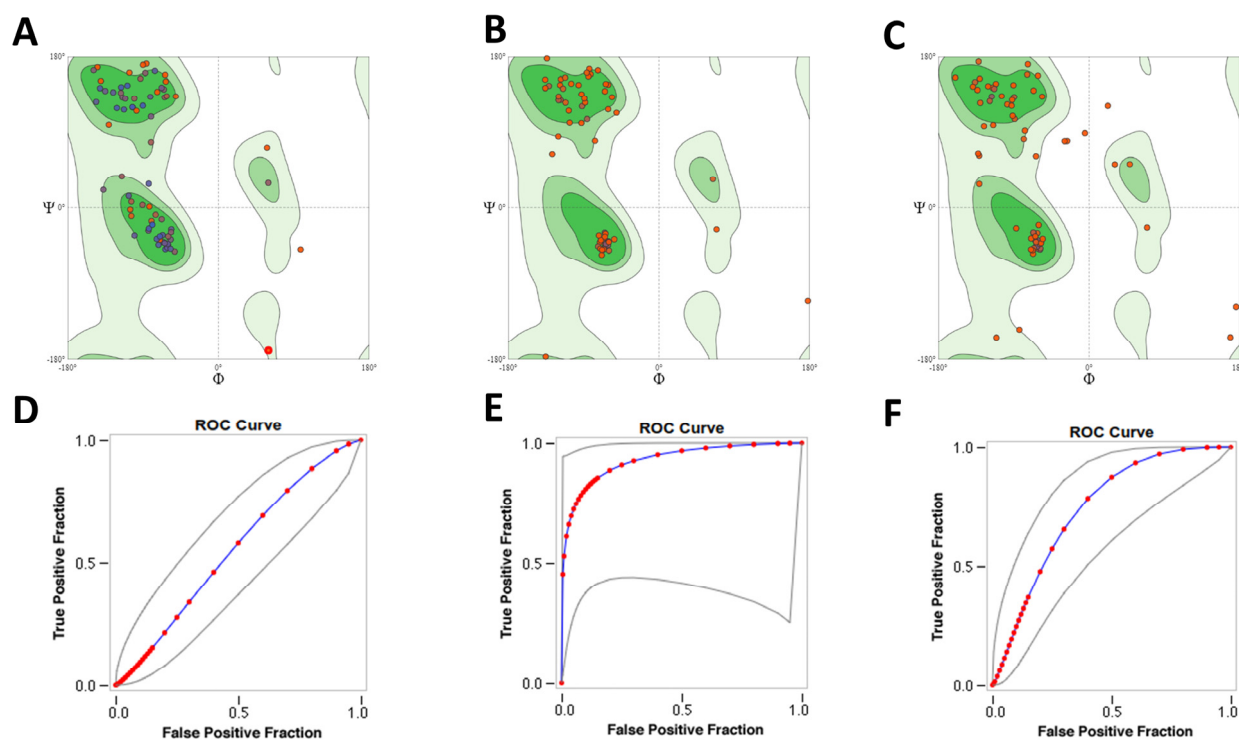 A
B
C
180°
Ψ 0°
-180°
-180° 0° 180°
Φ
180°
Ψ 0°
-180°
-180° 0° 180°
Φ
180°
Ψ 0°
-180°
-180° 0° 180°
Φ
D
E
F
ROC Curve
True Positive Fraction
1.0
0.5
0.0
0.0 0.5 1.0
False Positive Fraction
ROC Curve
True Positive Fraction
1.0
0.5
0.0
0.0 0.5 1.0
False Positive Fraction
ROC Curve
True Positive Fraction
1.0
0.5
0.0
0.0 0.5 1.0
False Positive Fraction